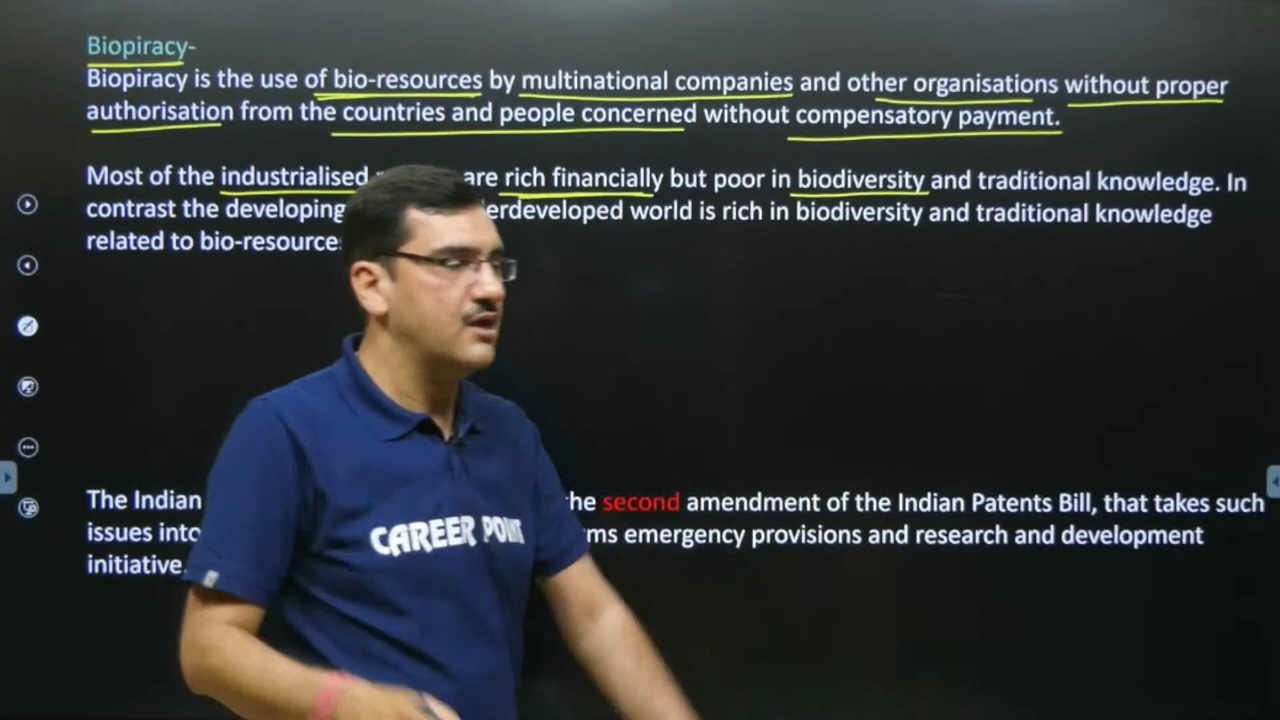 Biopiracy-
Biopiracy is the use of bio-resources by multinational companies and other organisations without proper
authorisation from the countries and people concerned without compensatory payment.
Most of the industrialised are rich financially but poor in biodiversity and traditional knowledge. In
contrast the developing world is rich in biodiversity and traditional knowledge
related to bio-resource
The Indian the second amendment of the Indian Patents Bill, that takes such
issues into emergency provisions and research and development
initiative.
CAREER POINT